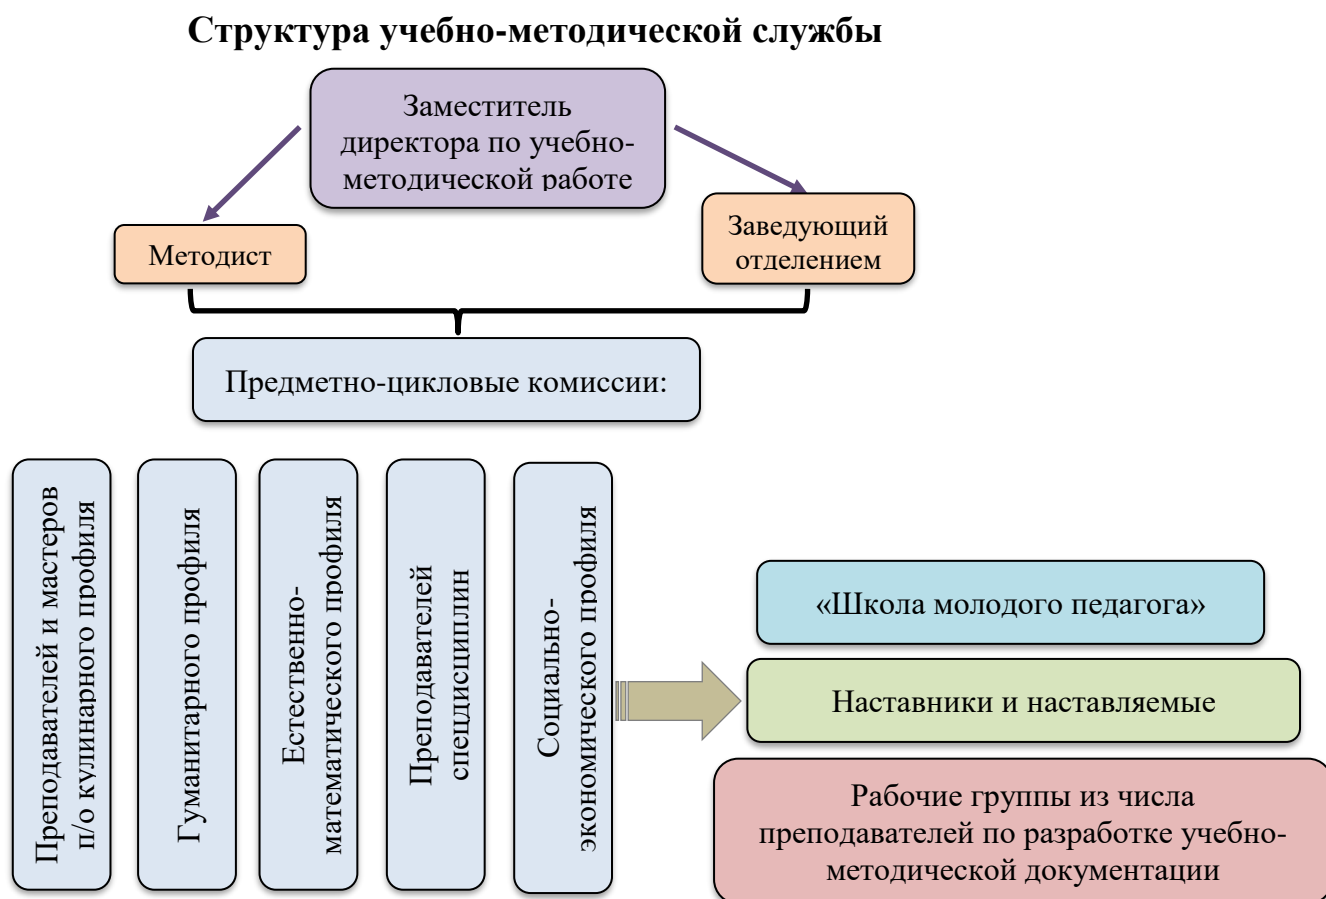 Структура учебно-методической службы
Заместитель
директора по учебно-
методической работе
Методист
Заведующий
отделением
Предметно-цикловые комиссии:
Преподавателей и мастеров
п/о кулинарного профиля
Гуманитарного профиля
Естественно-
математического профиля
Преподавателей
спецдисциплин
Социально-
экономического профиля
«Школа молодого педагога»
Наставники и наставляемые
Рабочие группы из числа
преподавателей по разработке учебно-
методической документации